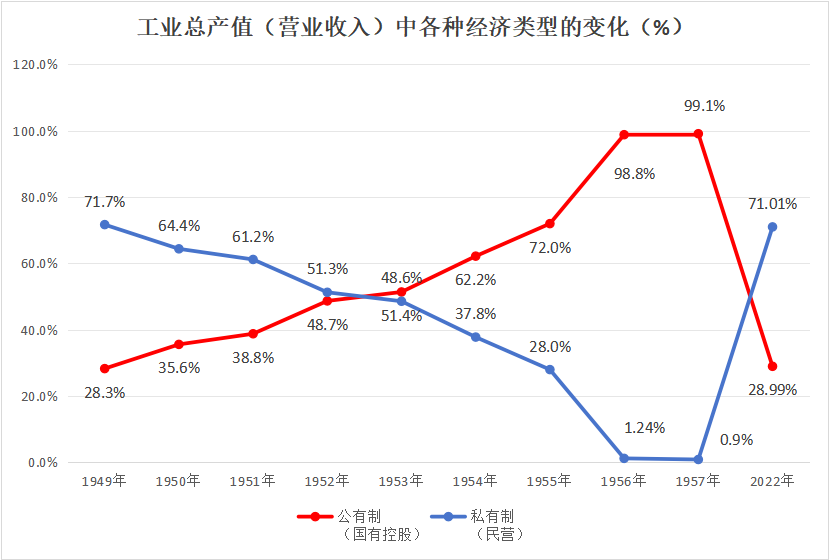 工业总产值（营业收入）中各种经济类型的变化（%）
120.0%
100.0%
80.0%
60.0%
40.0%
20.0%
0.0%
71.7%
64.4%
61.2%
51.3%
48.6%
37.8%
28.0%
1.24%
0.9%
71.01%
28.3%
35.6%
38.8%
48.7%
51.4%
62.2%
72.0%
98.8%
99.1%
28.99%
1949年
1950年
1951年
1952年
1953年
1954年
1955年
1956年
1957年
2022年
公有制
（国有控股）
私有制
（民营）